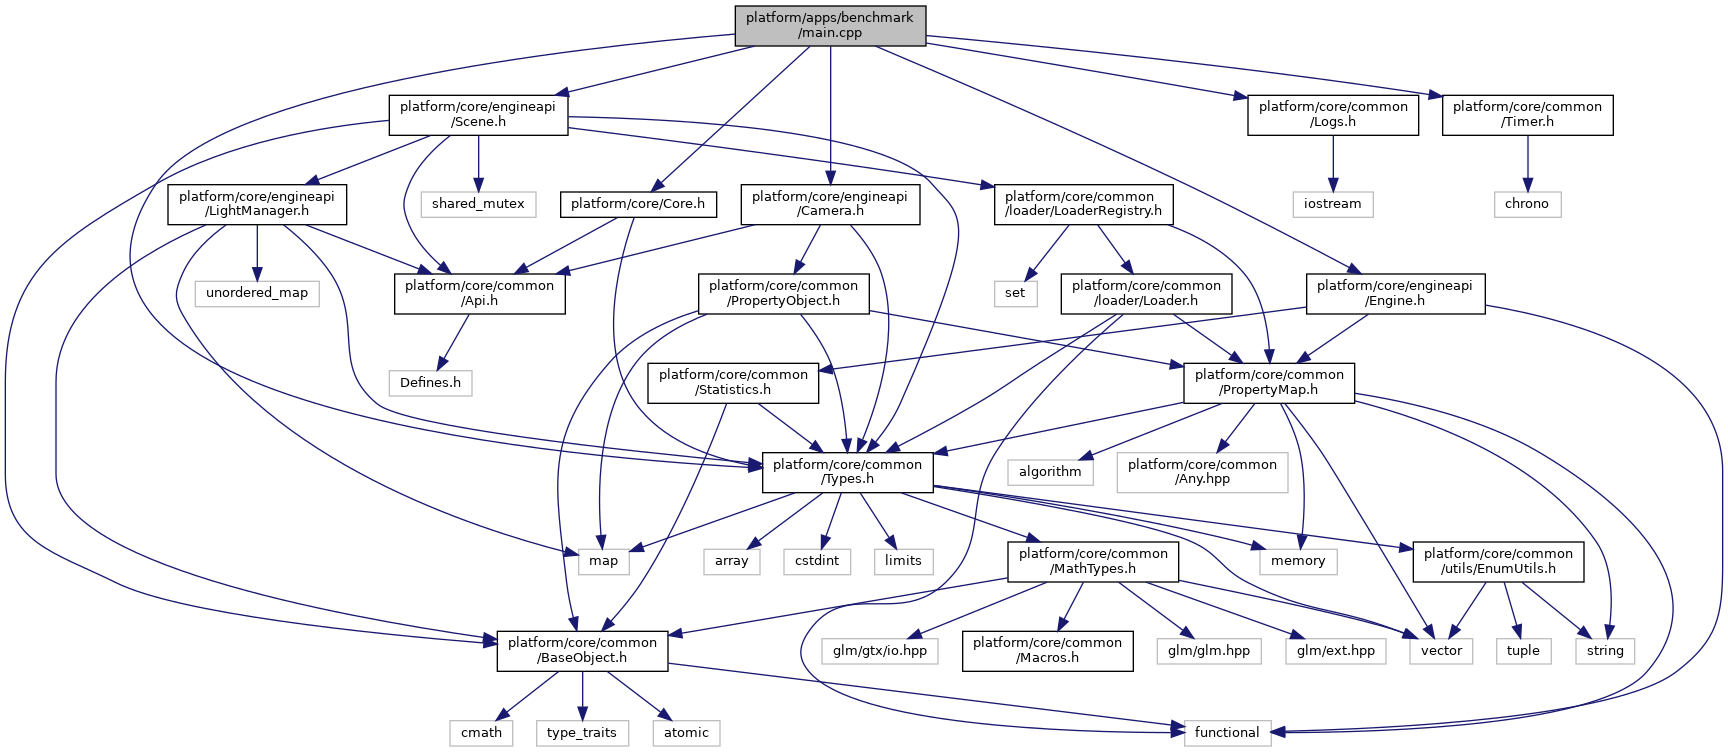 platform/apps/benchmark
/main.cpp
platform/core/engineapi
/Scene.h
platform/core/common
/Logs.h
platform/core/common
/Timer.h
platform/core/engineapi
/LightManager.h
shared_mutex
platform/core/Core.h
platform/core/engineapi
/Camera.h
platform/core/common
/loader/LoaderRegistry.h
iostream
chrono
unordered_map
platform/core/common
/Api.h
platform/core/common
/PropertyObject.h
set
platform/core/common
/loader/Loader.h
platform/core/engineapi
/Engine.h
Defines.h
platform/core/common
/Statistics.h
platform/core/common
/PropertyMap.h
platform/core/common
/Types.h
algorithm
platform/core/common
/Any.hpp
map
array
cstdint
limits
platform/core/common
/MathTypes.h
memory
platform/core/common
/utils/EnumUtils.h
platform/core/common
/BaseObject.h
glm/gtx/io.hpp
platform/core/common
/Macros.h
glm/glm.hpp
glm/ext.hpp
vector
tuple
string
cmath
type_traits
atomic
functional